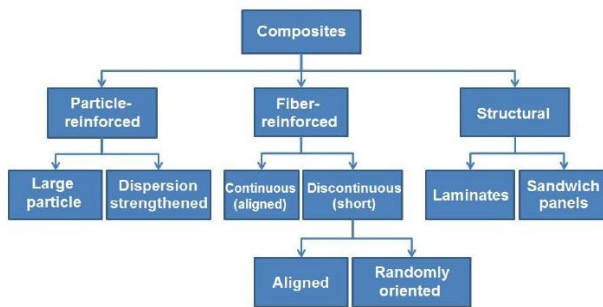 Composites
Particle-
reinforced
Fiber-
reinforced
Structural
Large
particle
Dispersion
strengthened
Continuous
(aligned)
Discontinuous
(short)
Laminates
Sandwich
panels
Aligned
Randomly
oriented